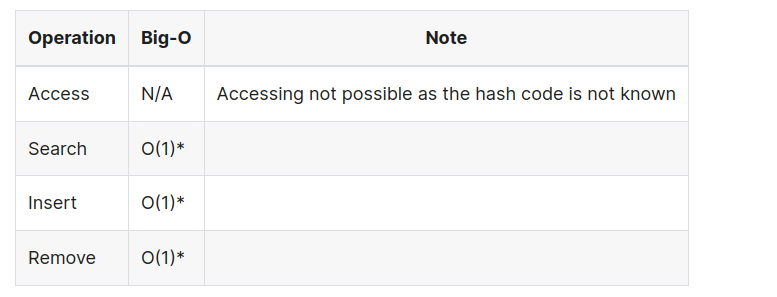 Operation Big-O Note
Access N/A Accessing not possible as the hash code is not known
Search O(1)*
Insert O(1)*
Remove O(1)*